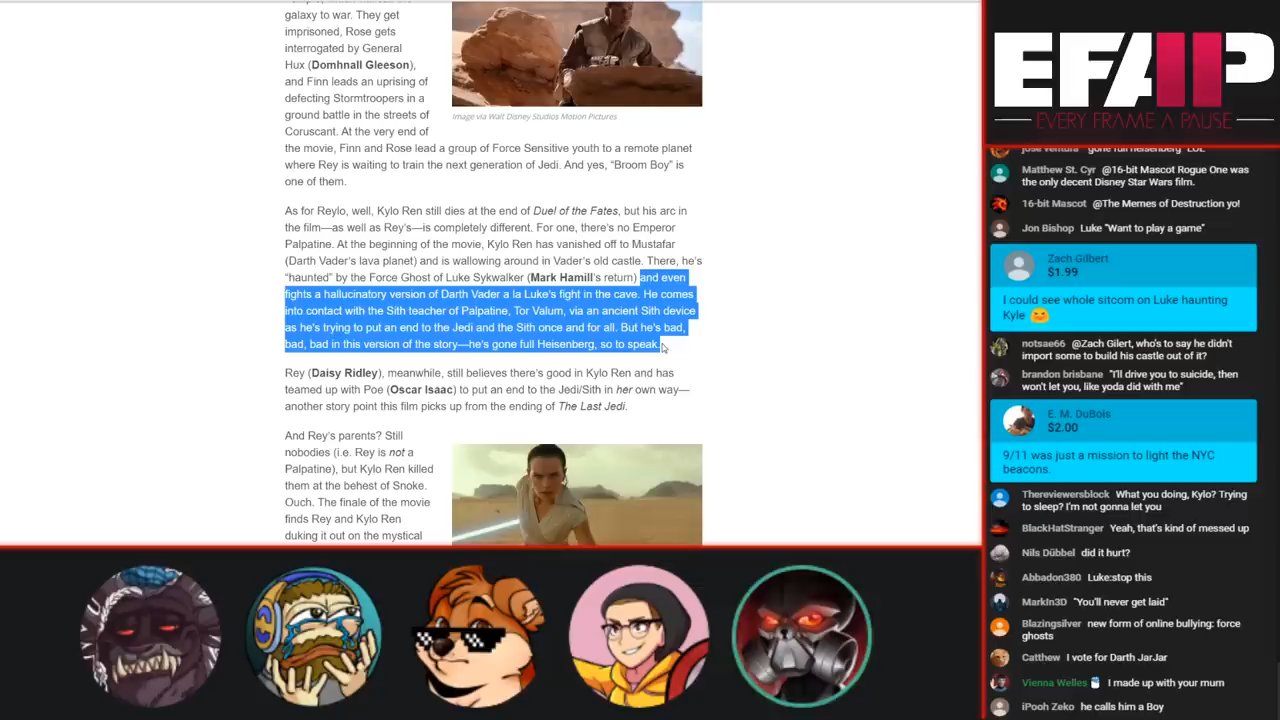 galaxy to war. They get
imprisoned, Rose gets
interrogated by General
Hux (Domhnall Gleeson),
and Finn leads an uprising of
defecting Stormtroopers in a
ground battle in the streets of
Coruscant. At the very end of
the movie, Finn and Rose lead a group of Force Sensitive youth to a remote planet
where Rey is waiting to train the next generation of Jedi. And yes, “Broom Boy” is
one of them.
Image via Walt Disney Studios Motion Pictures
As for Reylo, well, Kylo Ren still dies at the end of Duel of the Fates, but his arc in
the film—as well as Rey’s—is completely different. For one, there’s no Emperor
Palpatine. At the beginning of the movie, Kylo Ren has vanished off to Mustafar
(Darth Vader’s lava planet) and is wallowing around in Vader’s old castle. There, he’s
“haunted” by the Force Ghost of Luke Sykwalker (Mark Hamill’s return) and even
fights a hallucinatory version of Darth Vader a la Luke’s fight in the cave. He comes
into contact with the Sith teacher of Palpatine, Tor Valum, via an ancient Sith device
as he’s trying to put an end to the Jedi and the Sith once and for all. But he’s bad,
bad, bad in this version of the story—he’s gone full Heisenberg, so to speak.
Rey (Daisy Ridley), meanwhile, still believes there’s good in Kylo Ren and has
teamed up with Poe (Oscar Isaac) to put an end to the Jedi/Sith in her own way—
another story point this film picks up from the ending of The Last Jedi.
And Rey’s parents? Still
nobodies (i.e. Rey is not a
Palpatine), but Kylo Ren killed
them at the behest of Snoke.
Ouch. The finale of the movie
finds Rey and Kylo Ren
duking it out on the mystical
EFAP
EVERY FRAME A PAUSE
jose ventura gone full heisenberg LOL
Matthew St. Cyr @16-bit Mascot Rogue One was
the only decent Disney Star Wars film.
16-bit Mascot @The Memes of Destruction yo!
Jon Bishop Luke "Want to play a game"
Zach Gilbert
$1.99
I could see whole sitcom on Luke haunting
Kyle
notsae66 @Zach Gilert, who's to say he didn't
import some to build his castle out of?
brandon brisbane "I'll drive you to suicide, then
won't let you, like yoda did with me"
E. M. DuBois
$2.00
9/11 was just a mission to light the NYC
beacons.
Thereviewersblock What you doing, Kylo? Trying
to sleep? I'm not gonna let you
BlackHatStranger Yeah, that's kind of messed up
Nils Dübbel did it hurt?
Abbadon380 Luke:stop this
MarkIn3D "You'll never get laid"
Blazingsilver new form of online bullying: force
ghosts
Catthew I vote for Darth JarJar
Vienna Welles I made up with your mum
iPooh Zeko he calls him a Boy